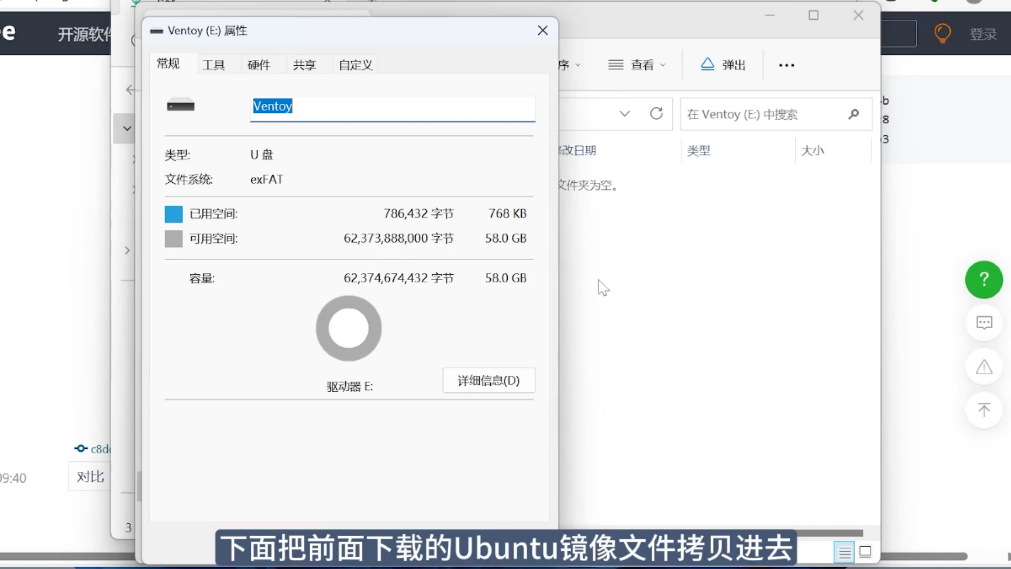 开源软件
登录
Ventoy (E:) 属性
常规 工具 硬件 共享 自定义
Ventoy
类型: U 盘
文件系统: exFAT
已用空间: 786,432 字节 768 KB
可用空间: 62,373,888,000 字节 58.0 GB
容量: 62,374,674,432 字节 58.0 GB
驱动器 E:
详细信息(D)
序 查看 弹出
在 Ventoy (E:) 中搜索
修改日期 类型 大小
文件夹为空。
对比
09:40
3
下面把前面下载的Ubuntu镜像文件拷贝进去